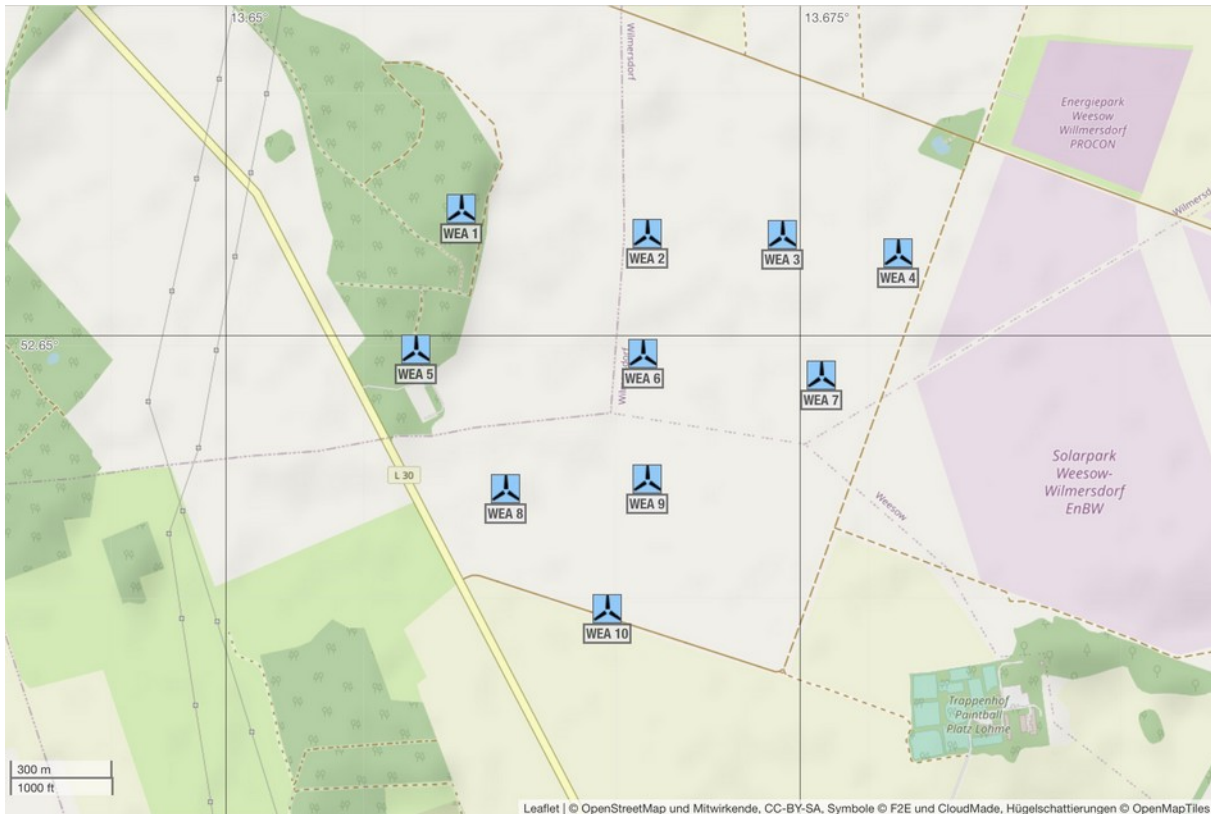 13.65°
13.675°
Wilmersdorf
Energiepark
Weesow
Willmersdorf
PROCON
Wilmersd
WEA 1
WEA 2
WEA 3
WEA 4
52.65°
WEA 5
WEA 6
WEA 7
L 30
Solarpark
Weesow-
Wilmersdorf
EnBW
WEA 8
WEA 9
Weesow
WEA 10
Trappenhof
Paintball
Platz Löhme
300 m
1000 ft
Leaflet | © OpenStreetMap und Mitwirkende, CC-BY-SA, Symbole © F2E und CloudMade, Hügelschattierungen © OpenMapTiles